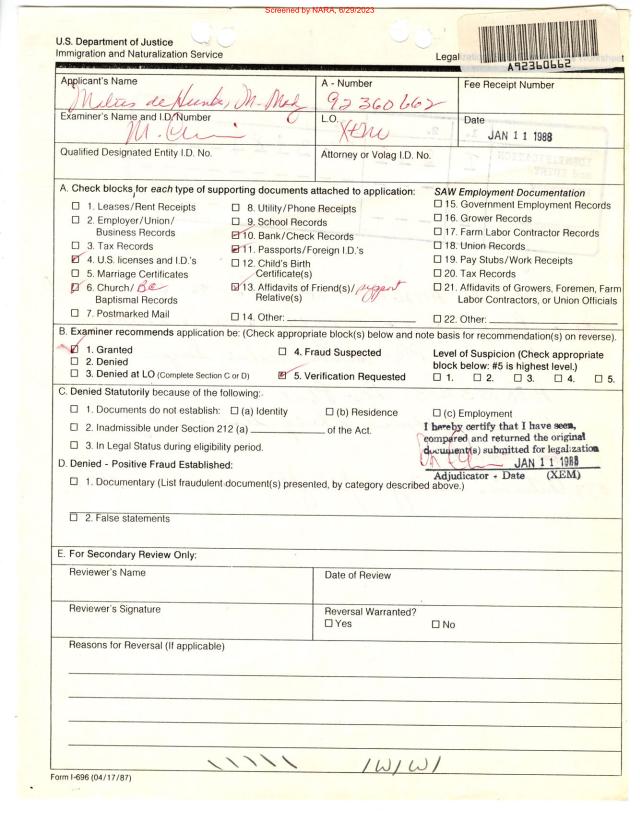 Screened by NARA, 6/29/2023
U.S. Department of Justice
Immigration and Naturalization Service
Legal
A92360662
Applicant's Name
A - Number
Fee Receipt Number
92 360 662
Examiner's Name and I.D. Number
L.O.
Date
XEM
JAN 11 1988
Qualified Designated Entity I.D. No.
Attorney or Volag I.D. No.
A. Check blocks for each type of supporting documents attached to application:
SAW Employment Documentation
☐ 1. Leases/Rent Receipts
☐ 2. Employer/Union/
Business Records
☐ 3. Tax Records
☑ 4. U.S. licenses and I.D.'s
☐ 5. Marriage Certificates
☑ 6. Church/ BC
Baptismal Records
☐ 7. Postmarked Mail
☐ 8. Utility/Phone Receipts
☐ 9. School Records
☑ 10. Bank/Check Records
☑ 11. Passports/Foreign I.D.'s
☐ 12. Child's Birth
Certificate(s)
☑ 13. Affidavits of Friend(s)/ support
Relative(s)
☐ 14. Other:
☐ 15. Government Employment Records
☐ 16. Grower Records
☐ 17. Farm Labor Contractor Records
☐ 18. Union Records
☐ 19. Pay Stubs/Work Receipts
☐ 20. Tax Records
☐ 21. Affidavits of Growers, Foremen, Farm
Labor Contractors, or Union Officials
☐ 22. Other:
B. Examiner recommends application be: (Check appropriate block(s) below and note basis for recommendation(s) on reverse).
☑ 1. Granted
☐ 2. Denied
☐ 3. Denied at LO (Complete Section C or D)
☐ 4. Fraud Suspected
☑ 5. Verification Requested
Level of Suspicion (Check appropriate
block below: #5 is highest level.)
☐ 1. ☐ 2. ☐ 3. ☐ 4. ☐ 5.
C. Denied Statutorily because of the following:
☐ 1. Documents do not establish: ☐ (a) Identity ☐ (b) Residence ☐ (c) Employment
☐ 2. Inadmissible under Section 212 (a) of the Act.
☐ 3. In Legal Status during eligibility period.
I hereby certify that I have seen,
compared and returned the original
document(s) submitted for legalization
JAN 11 1988
Adjudicator - Date (XEM)
D. Denied - Positive Fraud Established:
☐ 1. Documentary (List fraudulent document(s) presented, by category described above.)
☐ 2. False statements
E. For Secondary Review Only:
Reviewer's Name
Date of Review
Reviewer's Signature
Reversal Warranted?
☐ Yes ☐ No
Reasons for Reversal (If applicable)
Form I-696 (04/17/87)